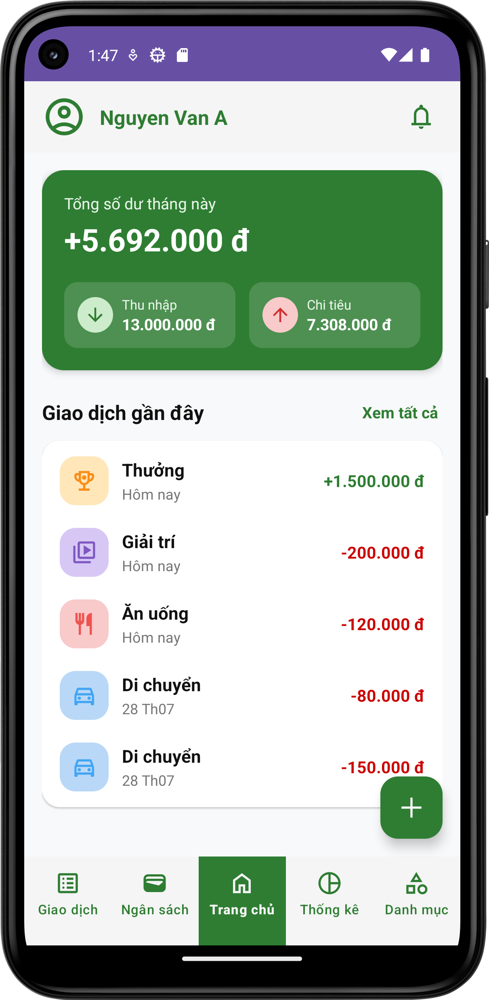 1:47
Nguyen Van A
Tổng số dư tháng này
+5.692.000 đ
Thu nhập
13.000.000 đ
Chi tiêu
7.308.000 đ
Giao dịch gần đây
Xem tất cả
Thưởng
Hôm nay
+1.500.000 đ
Giải trí
Hôm nay
-200.000 đ
Ăn uống
Hôm nay
-120.000 đ
Di chuyển
28 Th07
-80.000 đ
Di chuyển
28 Th07
-150.000 đ
Giao dịch
Ngân sách
Trang chủ
Thống kê
Danh mục